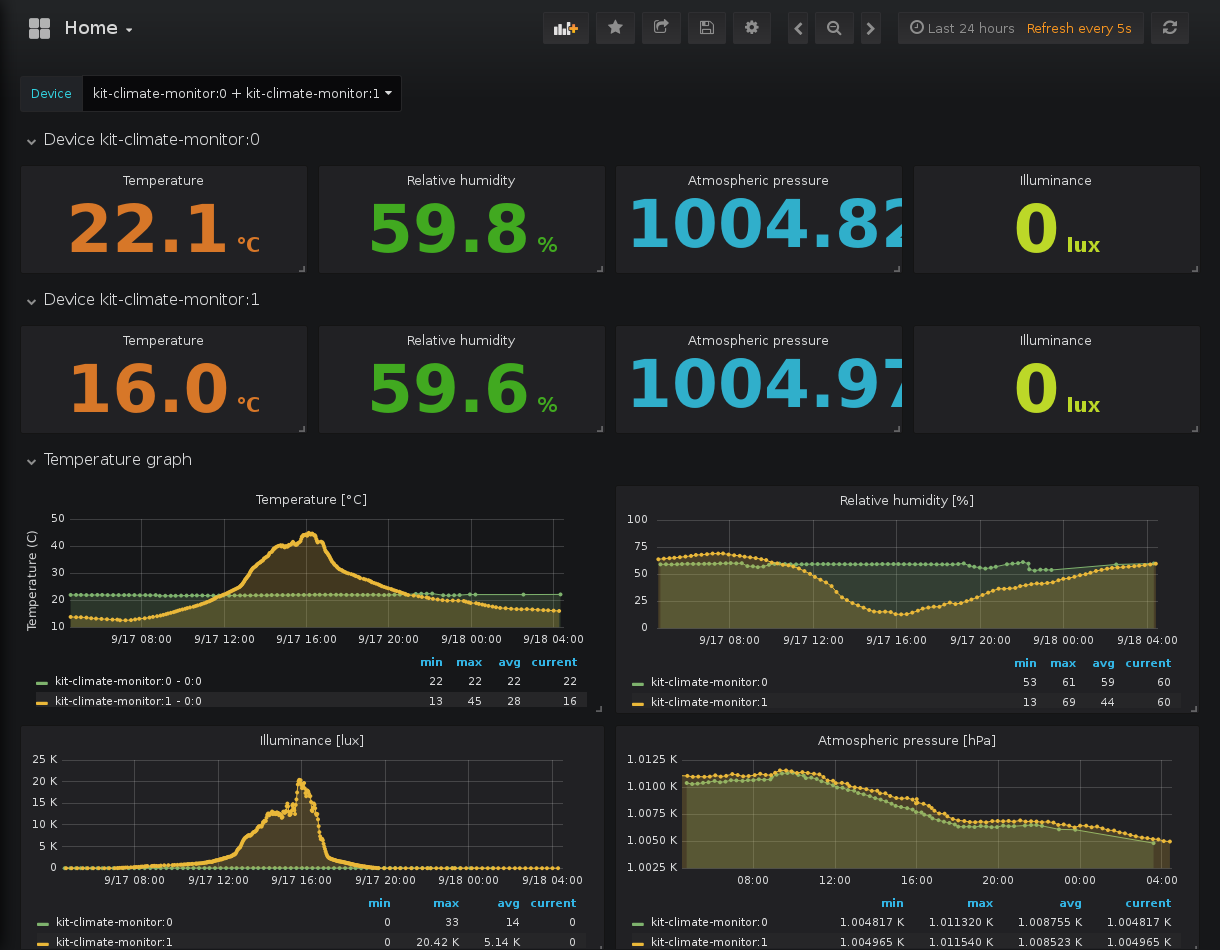 Home
Last 24 hours Refresh every 5s
Device kit-climate-monitor:0 + kit-climate-monitor:1
Device kit-climate-monitor:0
Temperature Relative humidity Atmospheric pressure Illuminance
22.1 °C 59.8 % 1004.82 0 lux
Device kit-climate-monitor:1
Temperature Relative humidity Atmospheric pressure Illuminance
16.0 °C 59.6 % 1004.97 0 lux
Temperature graph
Temperature [°C]
Temperature (C)
50
40
30
20
10
9/17 08:00 9/17 12:00 9/17 16:00 9/17 20:00 9/18 00:00 9/18 04:00
min max avg current
kit-climate-monitor:0 - 0:0 22 22 22 22
kit-climate-monitor:1 - 0:0 13 45 28 16
Relative humidity [%]
100
75
50
25
0
9/17 08:00 9/17 12:00 9/17 16:00 9/17 20:00 9/18 00:00 9/18 04:00
min max avg current
kit-climate-monitor:0 53 61 59 60
kit-climate-monitor:1 13 69 44 60
Illuminance [lux]
25 K
20 K
15 K
10 K
5 K
0
9/17 08:00 9/17 12:00 9/17 16:00 9/17 20:00 9/18 00:00 9/18 04:00
min max avg current
kit-climate-monitor:0 0 33 14 0
kit-climate-monitor:1 0 20.42 K 5.14 K 0
Atmospheric pressure [hPa]
1.0125 K
1.0100 K
1.0075 K
1.0050 K
1.0025 K
08:00 12:00 16:00 20:00 00:00 04:00
min max avg current
kit-climate-monitor:0 1.004817 K 1.011320 K 1.008755 K 1.004817 K
kit-climate-monitor:1 1.004965 K 1.011540 K 1.008523 K 1.004965 K